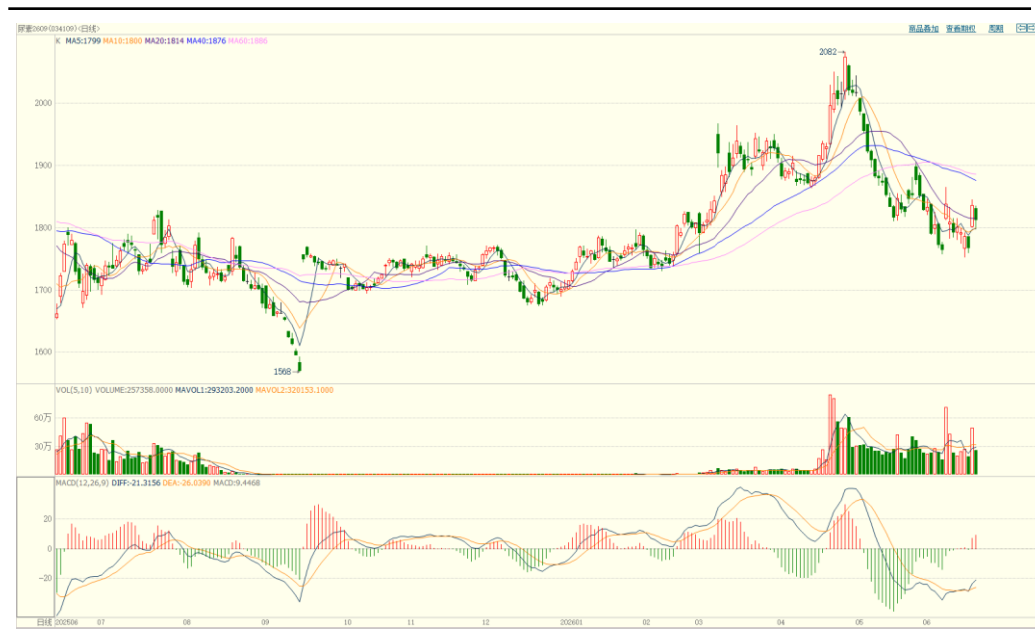 尿素2609(034109)<日线>
商品叠加 查看期权 周期
K MA5:1799 MA10:1800 MA20:1814 MA40:1876 MA60:1886
2082
2000
1900
1800
1700
1600
1568
VOL(5,10) VOLUME:257358.0000 MAVOL1:293203.2000 MAVOL2:320153.1000
60万
30万
MACD(12,26,9) DIFF:-21.3156 DEA:-26.0390 MACD:9.4468
20
0
-20
日线 202506 07 08 09 10 11 12 202601 02 03 04 05 06